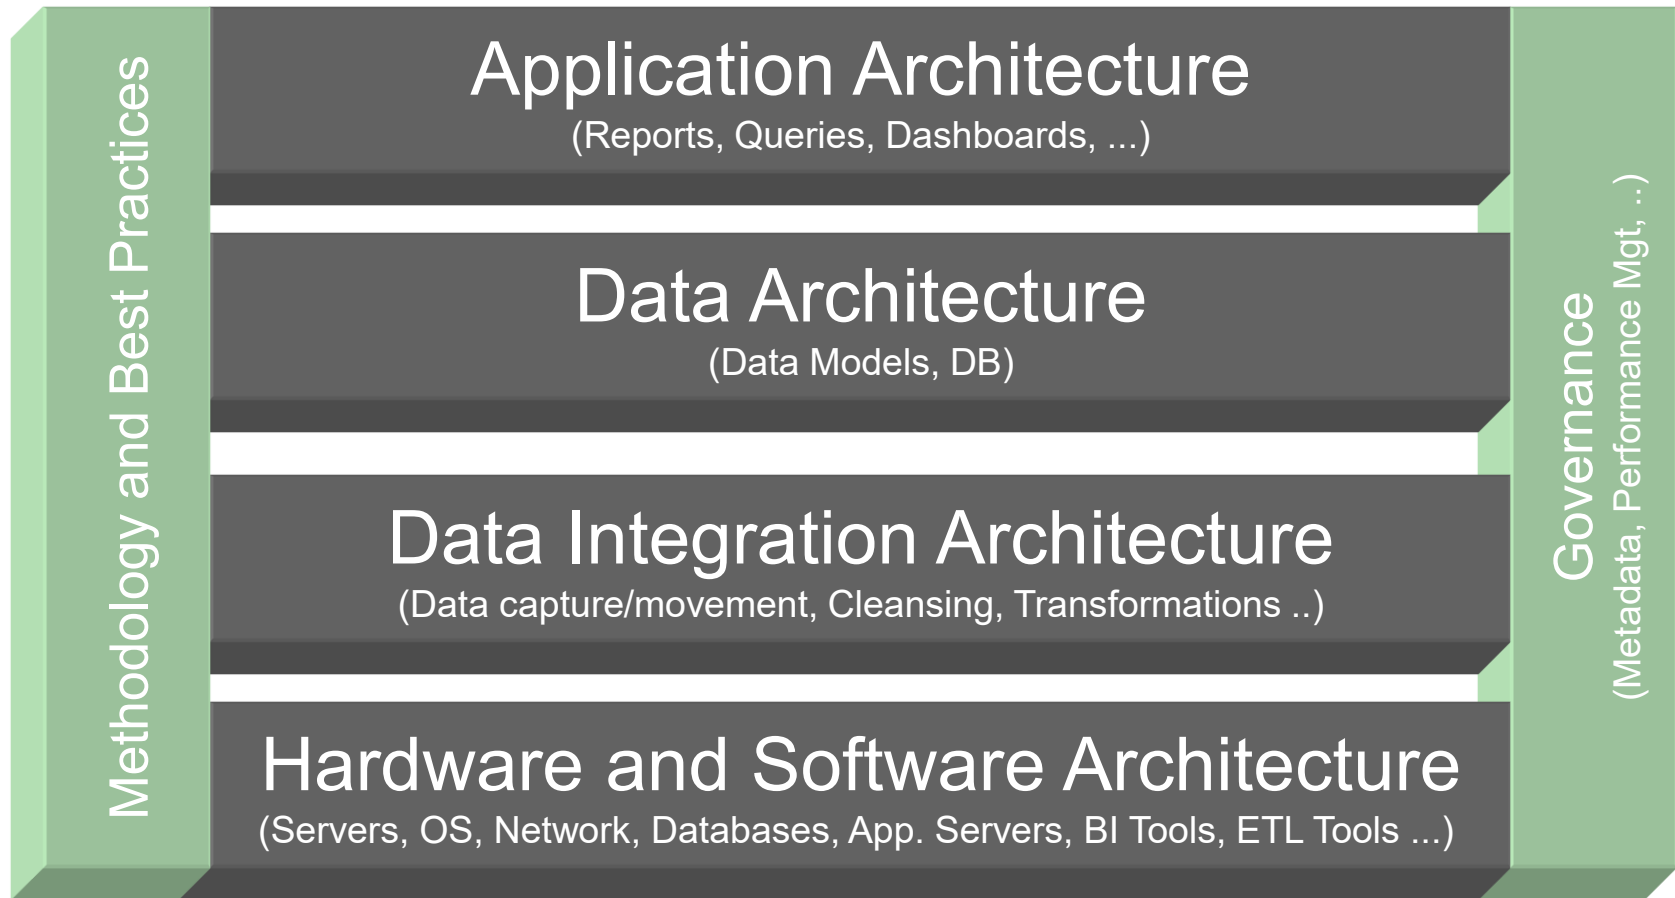 Methodology and Best Practices
Application Architecture
(Reports, Queries, Dashboards, ...)
Data Architecture
(Data Models, DB)
Data Integration Architecture
(Data capture/movement, Cleansing, Transformations ..)
Hardware and Software Architecture
(Servers, OS, Network, Databases, App. Servers, BI Tools, ETL Tools ...)
Governance
(Metadata, Performance Mgt, ..)